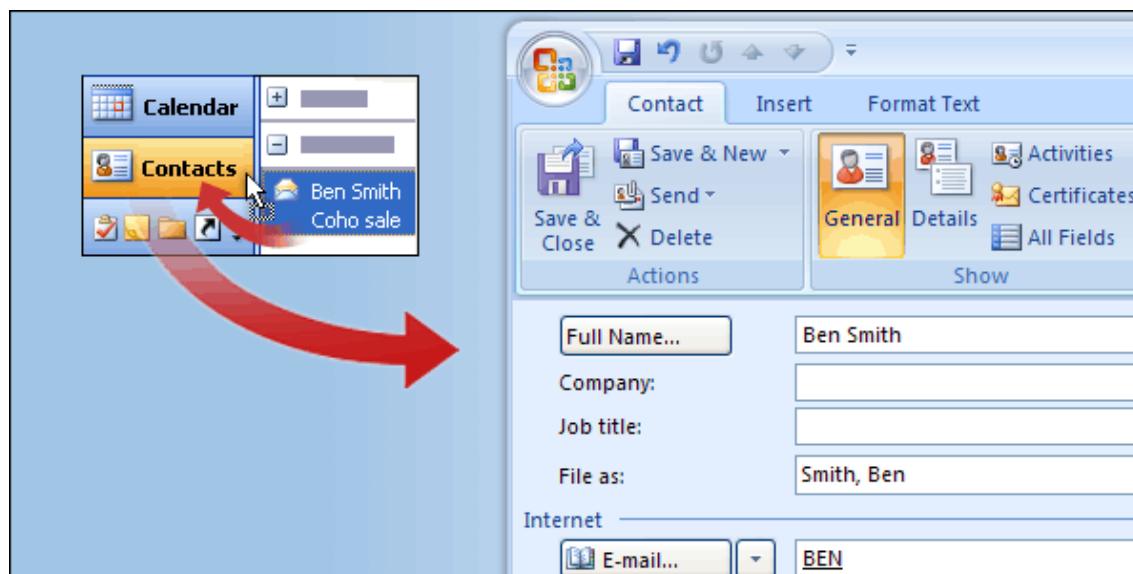 Calendar
Contacts
Ben Smith
Coho sale
Contact Insert Format Text
Save & Close
Save & New
Send
Delete
Actions
General
Details
Activities
Certificates
All Fields
Show
Full Name... Ben Smith
Company:
Job title:
File as: Smith, Ben
Internet
E-mail... BEN